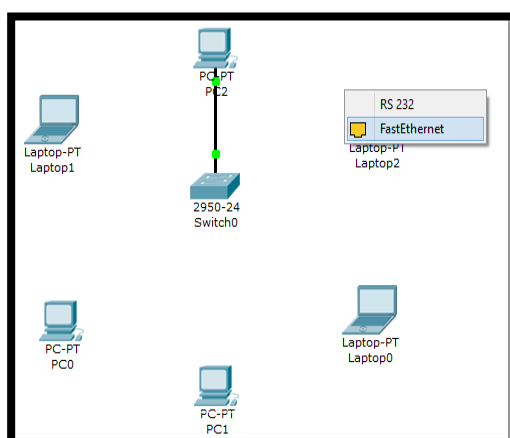 PC-PT
PC2
RS 232
FastEthernet
Laptop-PT
Laptop1
Laptop-PT
Laptop2
2950-24
Switch0
PC-PT
PC0
Laptop-PT
Laptop0
PC-PT
PC1